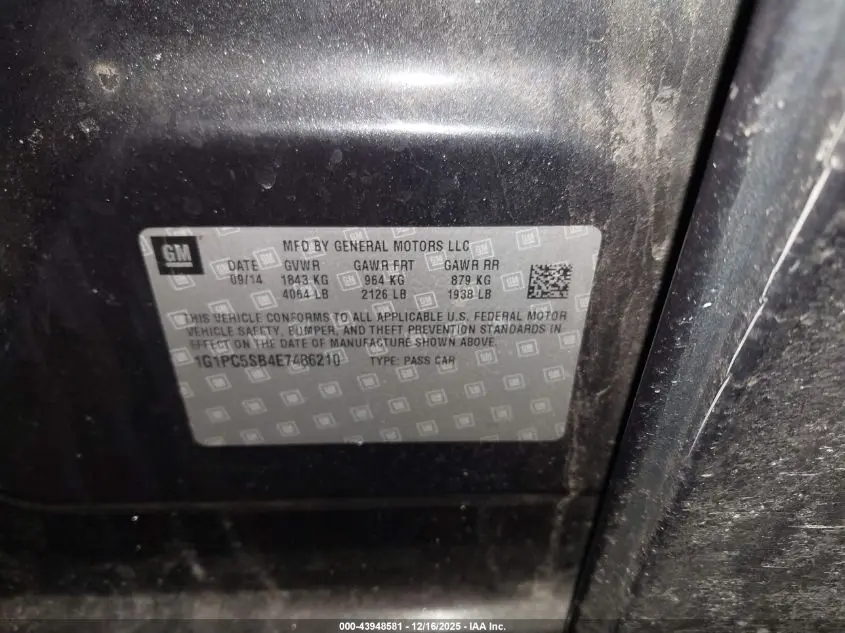 GM
MFD BY GENERAL MOTORS LLC
DATE GVWR GAWR FRT GAWR RR
09/14 1843 KG 964 KG 879 KG
4064 LB 2126 LB 1938 LB
THIS VEHICLE CONFORMS TO ALL APPLICABLE U.S. FEDERAL MOTOR
VEHICLE SAFETY, BUMPER, AND THEFT PREVENTION STANDARDS IN
EFFECT ON THE DATE OF MANUFACTURE SHOWN ABOVE.
1G1PC5SB4E7486210 TYPE: PASS CAR
000-43948581 - 12/16/2025 - IAA Inc.